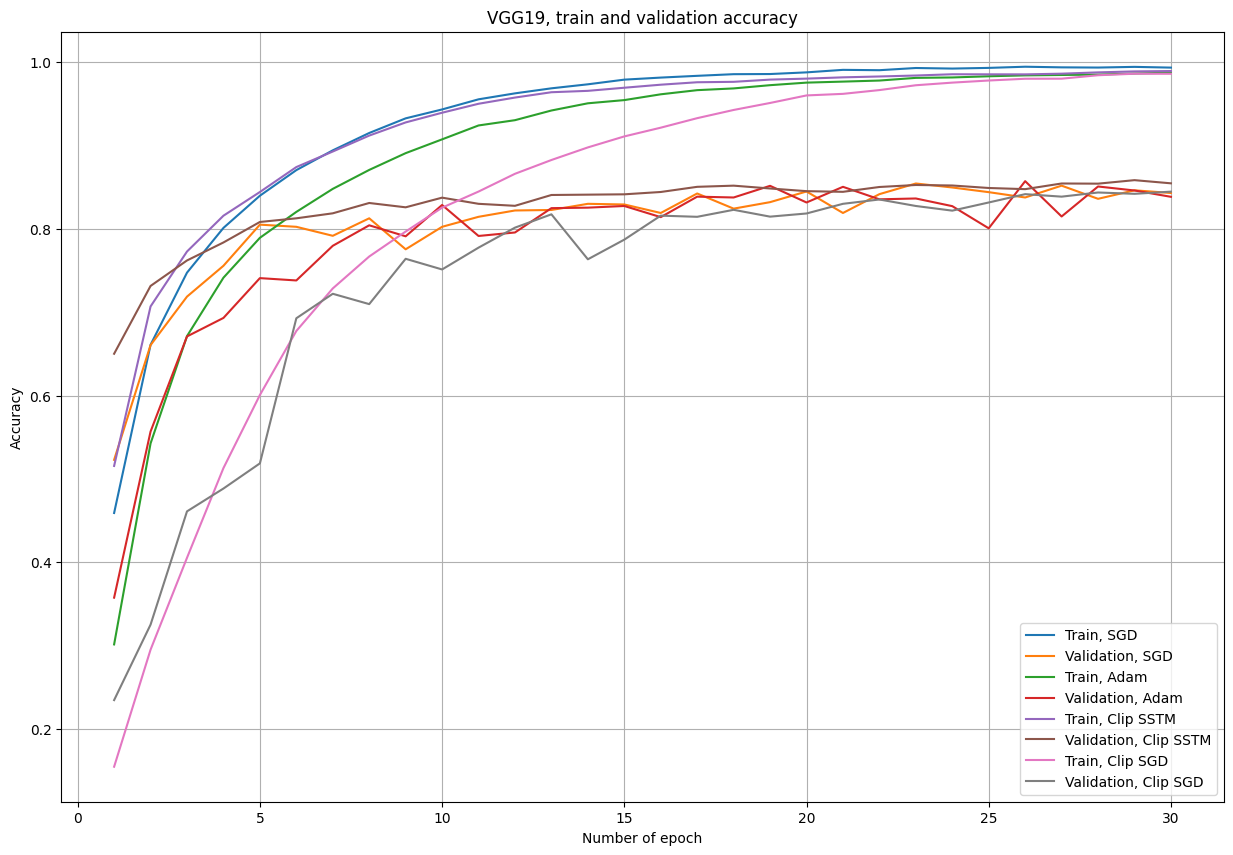 VGG19, train and validation accuracy
Accuracy
1.0
0.8
0.6
0.4
0.2
0
5
10
15
20
25
30
Number of epoch
Train, SGD
Validation, SGD
Train, Adam
Validation, Adam
Train, Clip SSTM
Validation, Clip SSTM
Train, Clip SGD
Validation, Clip SGD